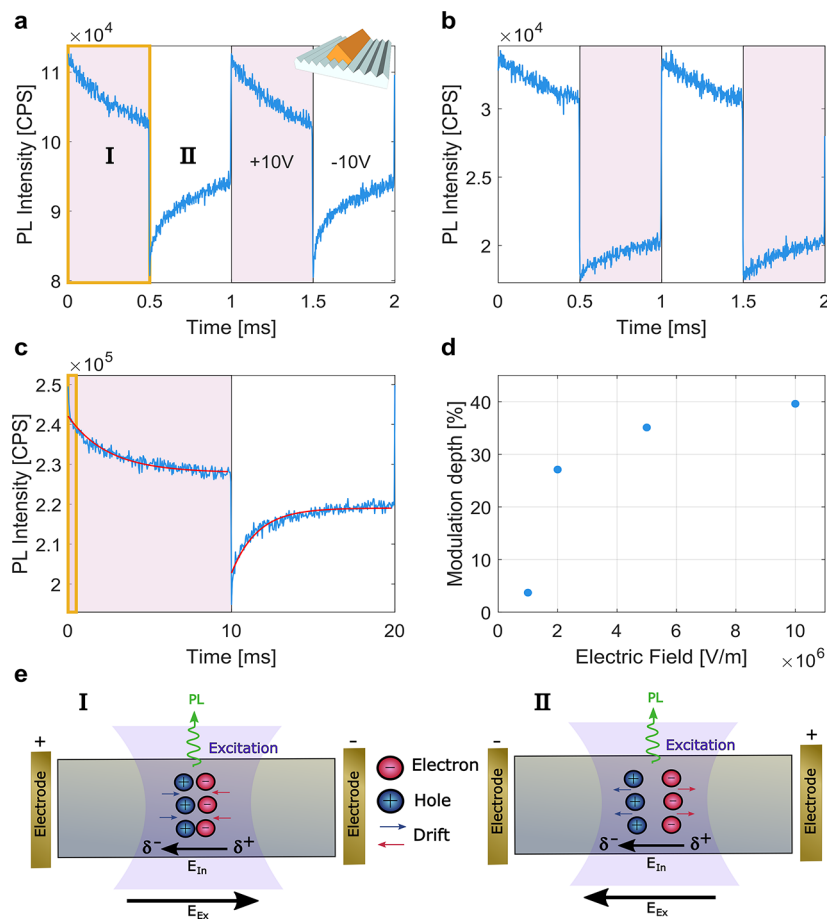 a
×10⁴
PL Intensity [CPS]
11
10
9
8
I
II
+10V
-10V
0
0.5
1
1.5
2
Time [ms]
b
×10⁴
PL Intensity [CPS]
3
3
2
2
0
0.5
1
1.5
2
Time [ms]
c
×10⁵
PL Intensity [CPS]
2.5
2.4
2.3
2.2
2.1
2
0
10
20
Time [ms]
d
Modulation depth [%]
40
30
20
10
0
0
2
4
6
8
10
Electric Field [V/m]
×10⁶
e
I
PL
Excitation
+
-
Electrode
Electrode
+ -
+ -
+ -
δ⁻
δ⁺
E_In
E_Ex
- Electron
+ Hole
Drift
II
PL
Excitation
-
+
Electrode
Electrode
+ -
+ -
+ -
δ⁻
δ⁺
E_In
E_Ex